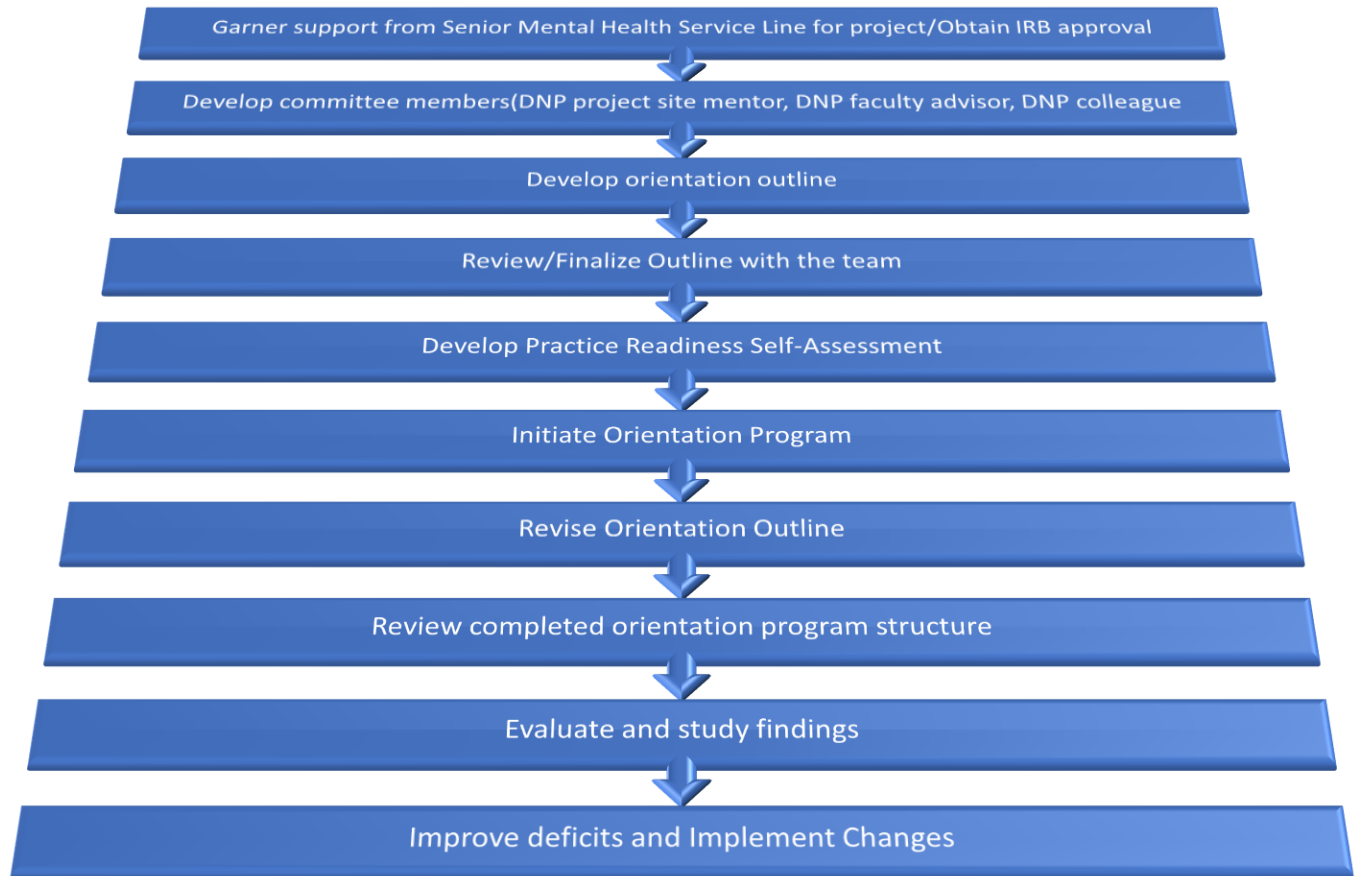 Garner support from Senior Mental Health Service Line for project/Obtain IRB approval
Develop committee members(DNP project site mentor, DNP faculty advisor, DNP colleague
Develop orientation outline
Review/Finalize Outline with the team
Develop Practice Readiness Self-Assessment
Initiate Orientation Program
Revise Orientation Outline
Review completed orientation program structure
Evaluate and study findings
Improve deficits and Implement Changes